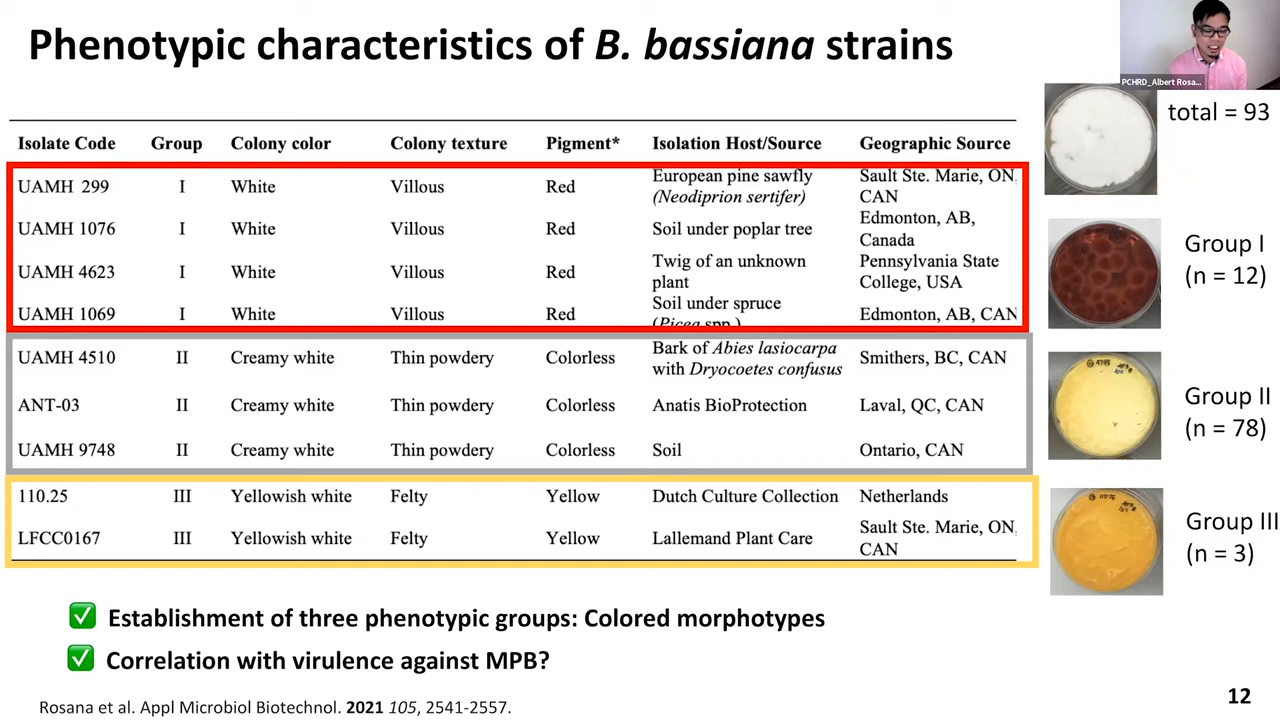 Phenotypic characteristics of B. bassiana strains
PCHRD_Albert Rosa...
total = 93
Isolate Code Group Colony color Colony texture Pigment* Isolation Host/Source Geographic Source
UAMH 299 I White Villous Red European pine sawfly (Neodiprion sertifer) Sault Ste. Marie, ON, CAN
UAMH 1076 I White Villous Red Soil under poplar tree Edmonton, AB, Canada
UAMH 4623 I White Villous Red Twig of an unknown plant Pennsylvania State College, USA
UAMH 1069 I White Villous Red Soil under spruce (Picea spp.) Edmonton, AB, CAN
UAMH 4510 II Creamy white Thin powdery Colorless Bark of Abies lasiocarpa with Dryocoetes confusus Smithers, BC, CAN
ANT-03 II Creamy white Thin powdery Colorless Anatis BioProtection Laval, QC, CAN
UAMH 9748 II Creamy white Thin powdery Colorless Soil Ontario, CAN
110.25 III Yellowish white Felty Yellow Dutch Culture Collection Netherlands
LFCC0167 III Yellowish white Felty Yellow Lallemand Plant Care Sault Ste. Marie, ON, CAN
Group I
(n = 12)
Group II
(n = 78)
Group III
(n = 3)
✅ Establishment of three phenotypic groups: Colored morphotypes
✅ Correlation with virulence against MPB?
Rosana et al. Appl Microbiol Biotechnol. 2021 105, 2541-2557.
12